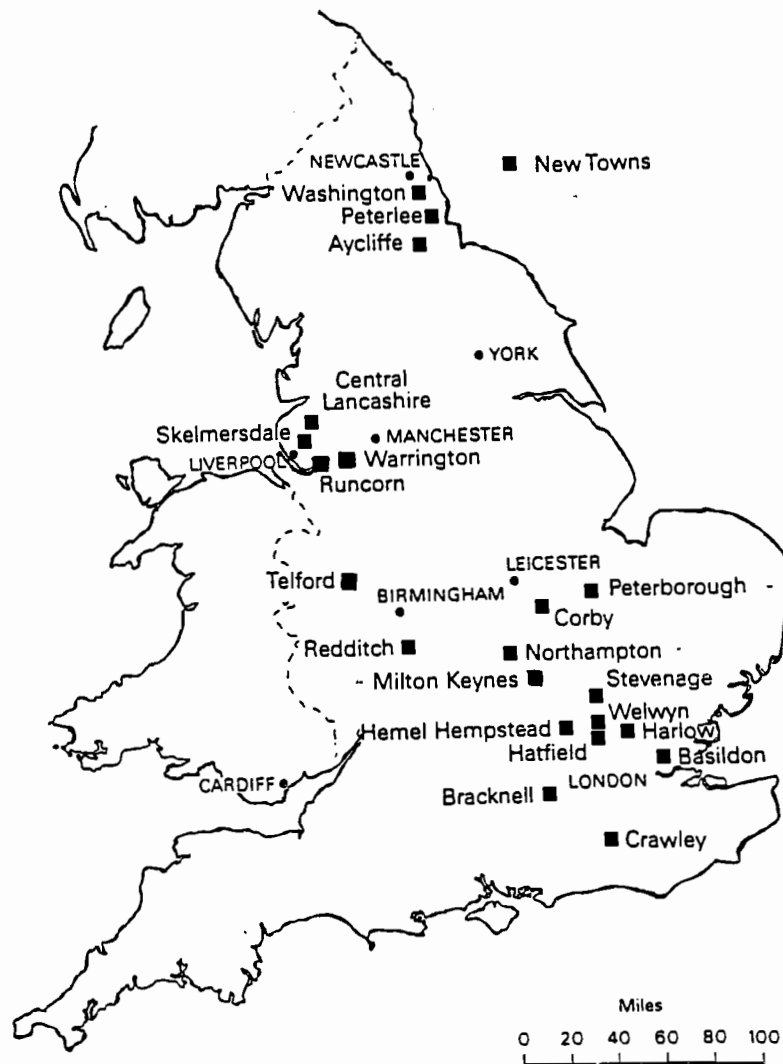 NEWCASTLE
New Towns
Washington
Peterlee
Aycliffe
YORK
Central
Lancashire
Skelmersdale
MANCHESTER
LIVERPOOL
Warrington
Runcorn
Telford
LEICESTER
BIRMINGHAM
Peterborough
Corby
Redditch
Northampton
Milton Keynes
Stevenage
Welwyn
Hemel Hempstead
Harlow
Hatfield
Basildon
CARDIFF
LONDON
Bracknell
Crawley
Miles
0 20 40 60 80 100